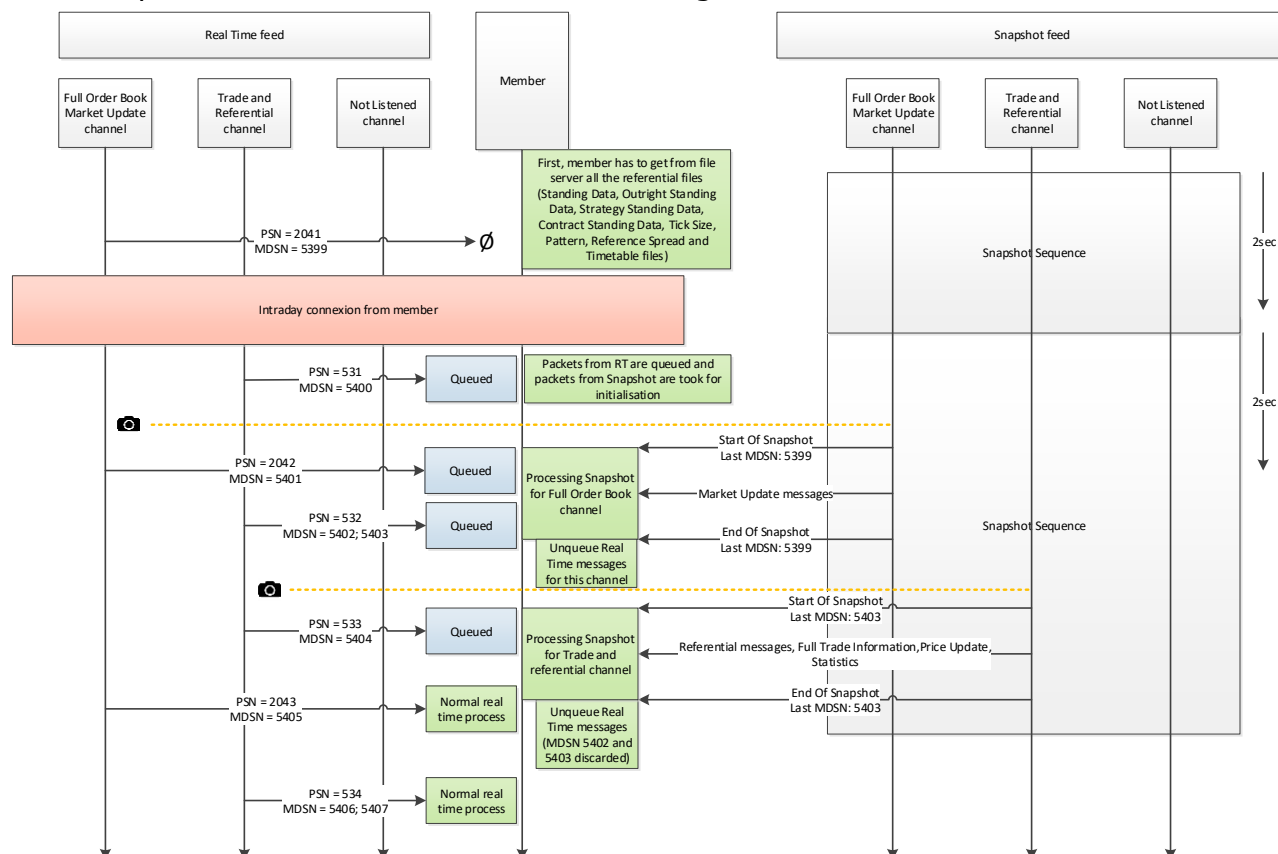 Real Time feed
Member
Snapshot feed
Full Order Book
Market Update
channel
Trade and
Referential
channel
Not Listened
channel
Full Order Book
Market Update
channel
Trade and
Referential
channel
Not Listened
channel
First, member has to get from file
server all the referential files
(Standing Data, Outright Standing
Data, Strategy Standing Data,
Contract Standing Data, Tick Size,
Pattern, Reference Spread and
Timetable files)
PSN = 2041
MDSN = 5399
Ø
Snapshot Sequence
2sec
Intraday connexion from member
PSN = 531
MDSN = 5400
Queued
Packets from RT are queued and
packets from Snapshot are took for
initialisation
2sec
Start Of Snapshot
Last MDSN: 5399
PSN = 2042
MDSN = 5401
Queued
Processing Snapshot
for Full Order Book
channel
Market Update messages
PSN = 532
MDSN = 5402; 5403
Queued
End Of Snapshot
Last MDSN: 5399
Snapshot Sequence
Unqueue Real
Time messages
for this channel
Start Of Snapshot
Last MDSN: 5403
PSN = 533
MDSN = 5404
Queued
Processing Snapshot
for Trade and
referential channel
Referential messages, Full Trade Information,Price Update,
Statistics
End Of Snapshot
Last MDSN: 5403
PSN = 2043
MDSN = 5405
Normal real
time process
Unqueue Real
Time messages
(MDSN 5402 and
5403 discarded)
PSN = 534
MDSN = 5406; 5407
Normal real
time process